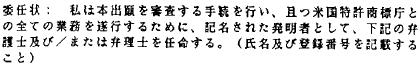 委任状： 私は本出願を審査する手続を行い、且つ米国特許商標庁と
の全ての業務を遂行するために、記名された発明者として、下記の弁
護士及び／または弁理士を任命する。（氏名及び登録番号を記載する
こと）